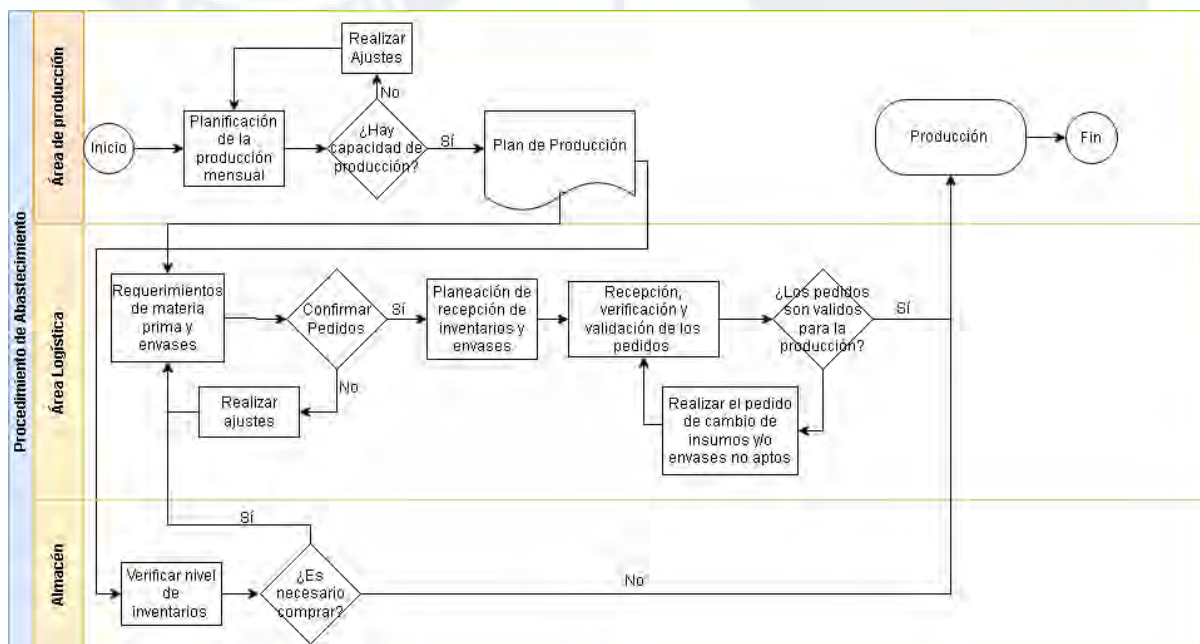 Procedimiento de Abastecimiento
Área de producción
Inicio
Planificación
de la
producción
mensual
Realizar
Ajustes
No
¿Hay
capacidad de
producción?
Sí
Plan de Producción
Producción
Fin
Área Logística
Requerimientos
de materia
prima y
envases
Confirmar
Pedidos
Sí
No
Realizar
ajustes
Planeación de
recepción de
inventarios y
envases
Recepción,
verificación y
validación de los
pedidos
¿Los pedidos
son validos
para la
producción?
Sí
Realizar el pedido
de cambio de
insumos y/o
envases no aptos
Almacén
Verificar nivel
de
inventarios
Sí
¿Es
necesario
comprar?
No